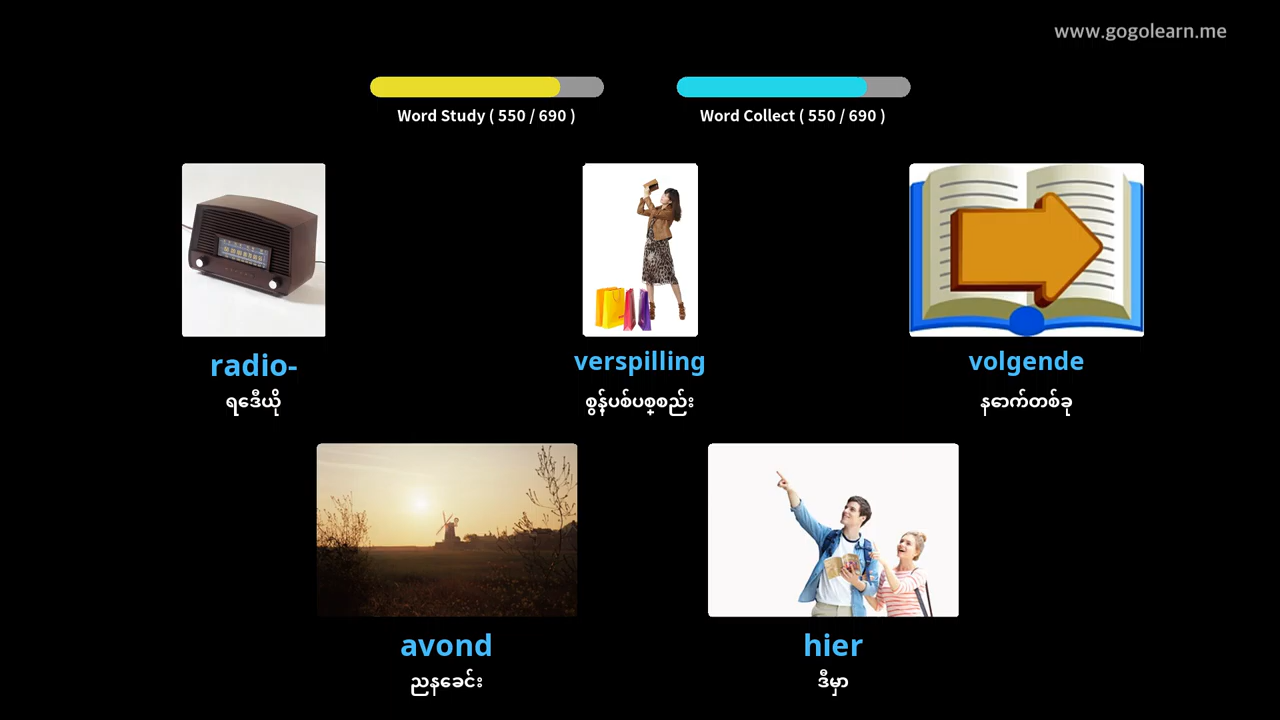 www.gogolearn.me
Word Study ( 550 / 690 )
Word Collect ( 550 / 690 )
radio-
ရဒေီယို
verspilling
စွန့်ပစ်ပစ္စည်း
volgende
နောက်တစ်ခု
avond
ညနခေင်း
hier
ဒီမှာ